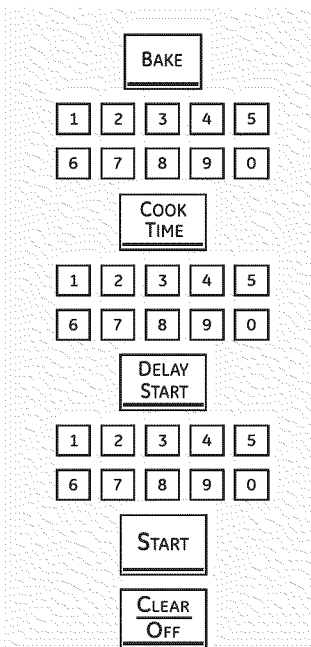 BAKE
1 2 3 4 5
6 7 8 9 0
COOK
TIME
1 2 3 4 5
6 7 8 9 0
DELAY
START
1 2 3 4 5
6 7 8 9 0
START
CLEAR
OFF